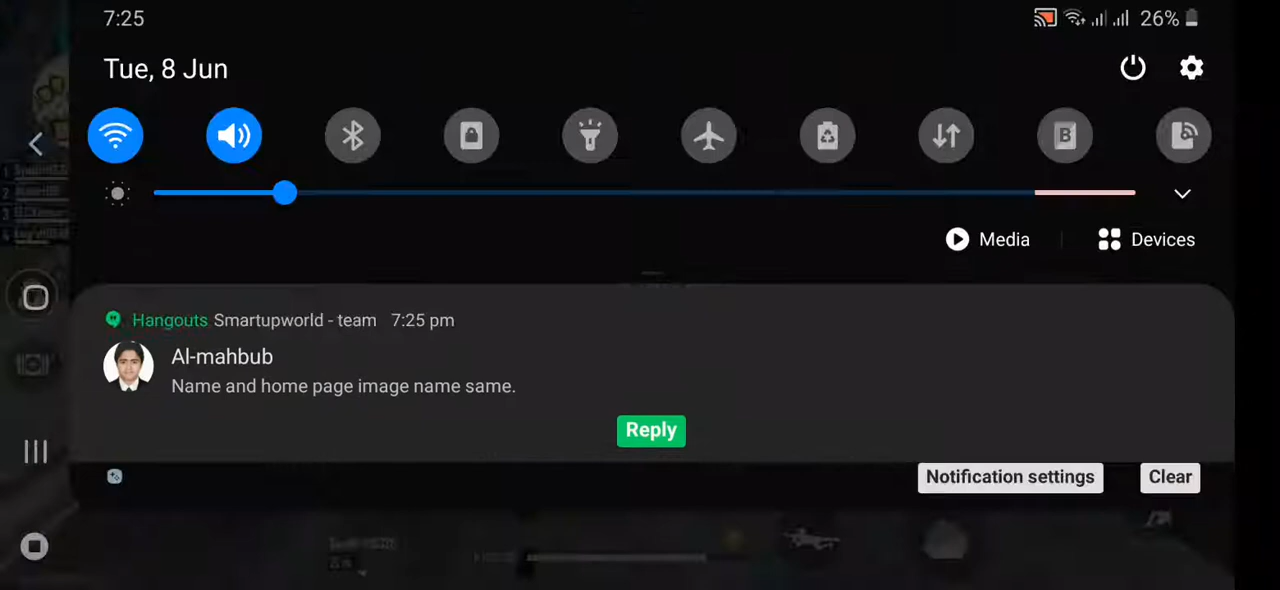 7:25
26%
Tue, 8 Jun
B
Media
Devices
Hangouts Smartupworld - team 7:25 pm
Al-mahbub
Name and home page image name same.
Reply
Notification settings
Clear